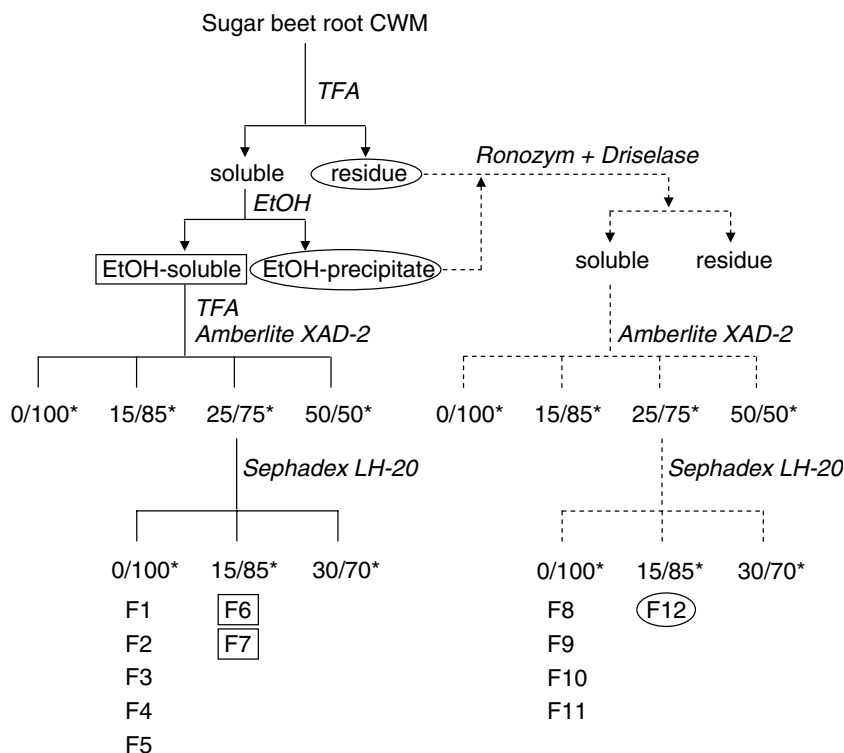 Sugar beet root CWM
TFA
soluble residue Ronozym + Driselase
EtOH
EtOH-soluble EtOH-precipitate soluble residue
TFA
Amberlite XAD-2 Amberlite XAD-2
0/100* 15/85* 25/75* 50/50* 0/100* 15/85* 25/75* 50/50*
Sephadex LH-20 Sephadex LH-20
0/100* 15/85* 30/70* 0/100* 15/85* 30/70*
F1 F6 F8 F12
F2 F7 F9
F3 F10
F4 F11
F5